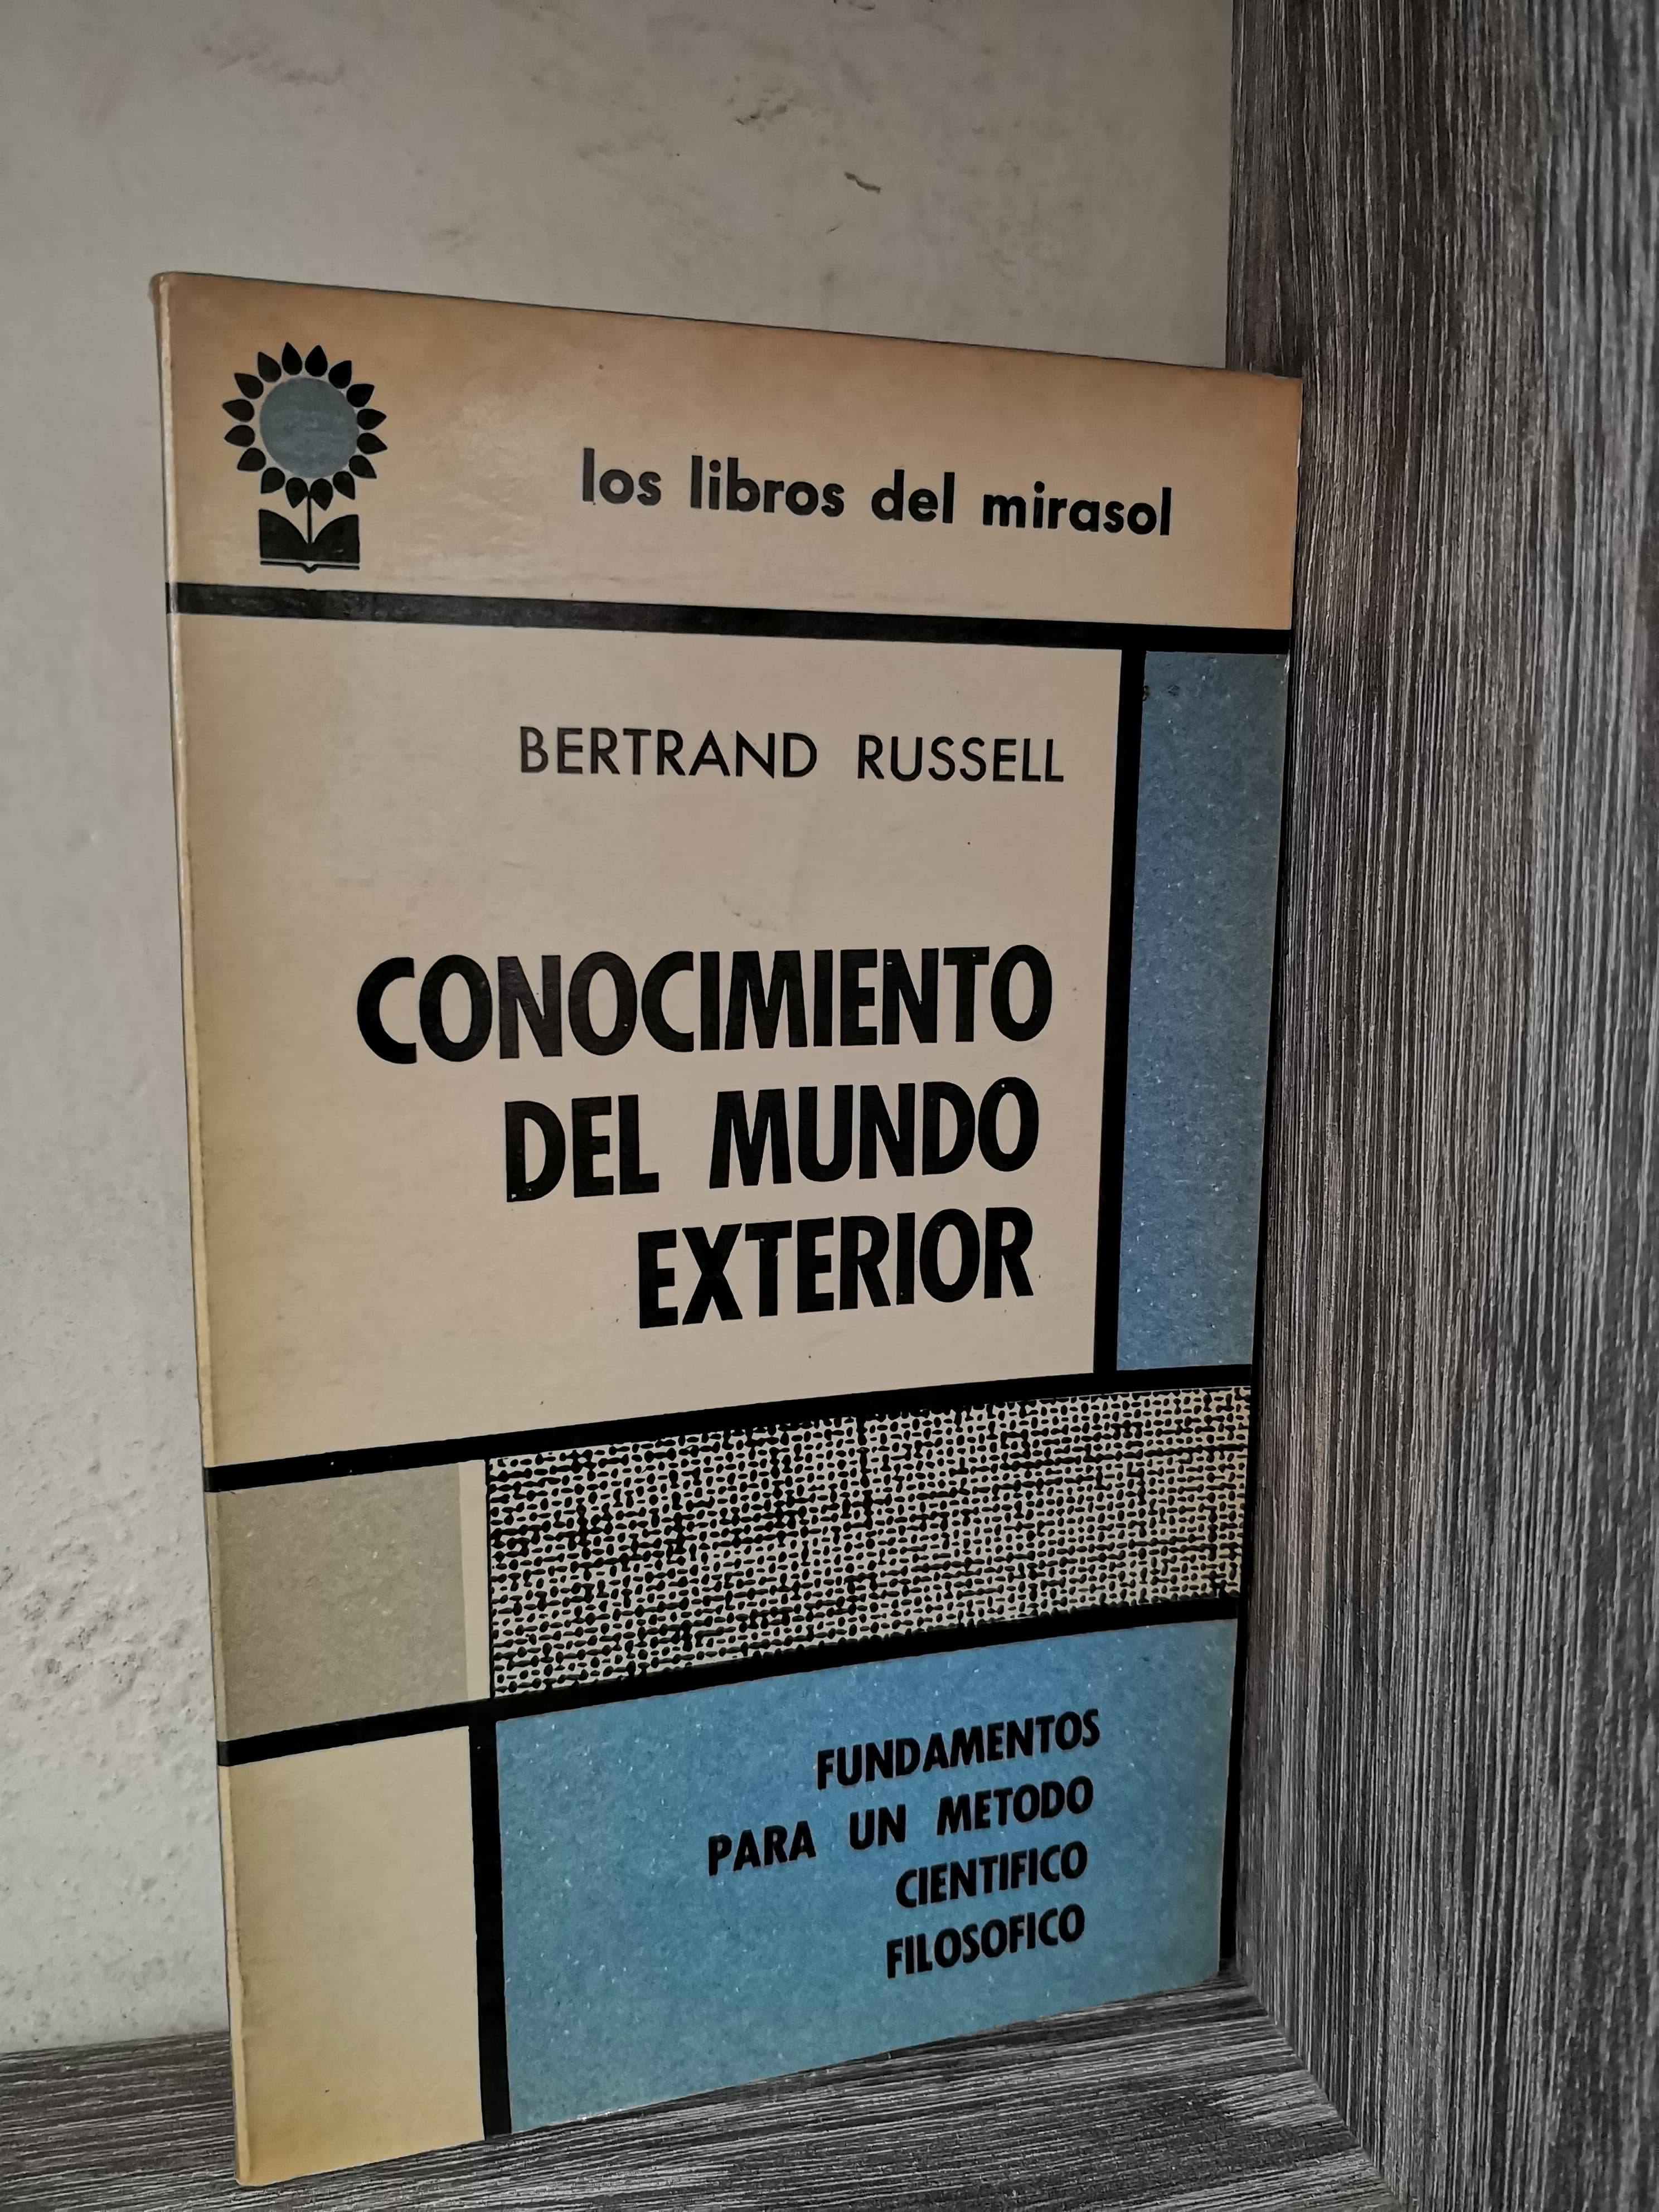 los libros del mirasol
BERTRAND RUSSELL
CONOCIMIENTO
DEL MUNDO
EXTERIOR
FUNDAMENTOS
PARA UN METODO
CIENTIFICO
FILOSOFICO